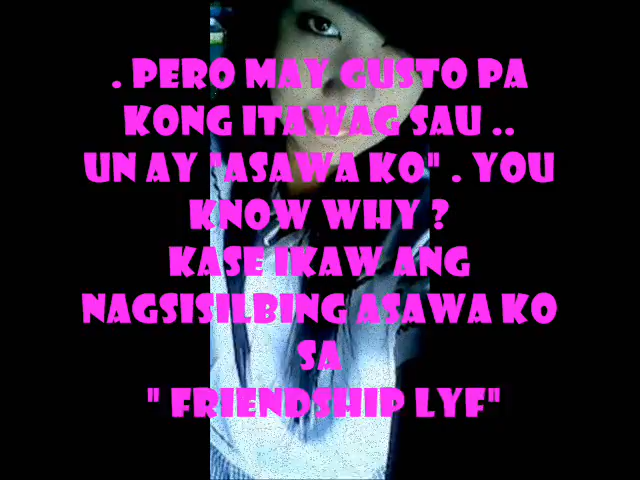 . PERO MAY GUSTO PA
KONG ITAWAG SAU ..
UN AY "ASAWA KO" . YOU
KNOW WHY ?
KASE IKAW ANG
NAGSISILBING ASAWA KO
SA
" FRIENDSHIP LYF"